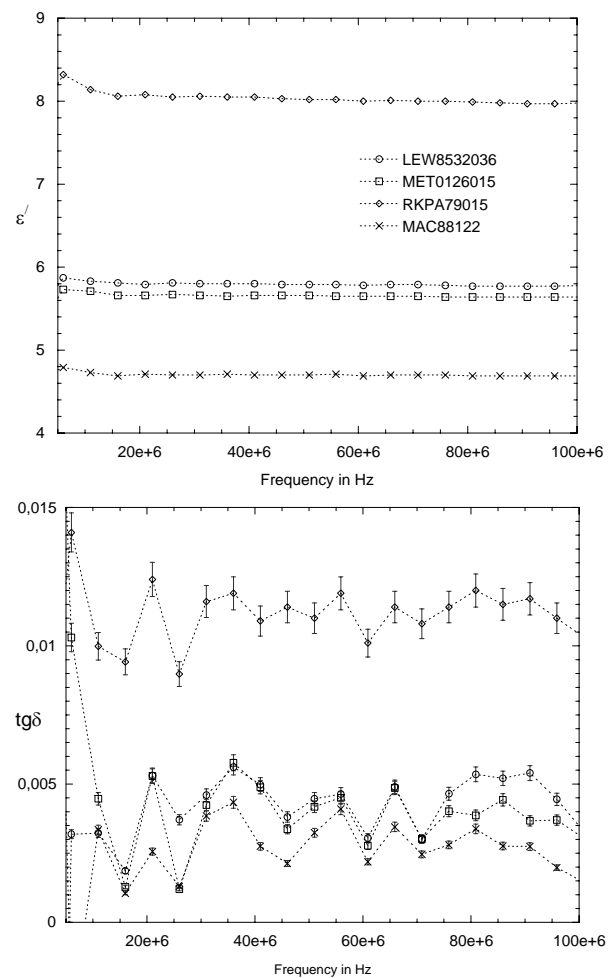 9
8
7
6
5
4
ε′
LEW8532036
MET0126015
RKPA79015
MAC88122
20e+6 40e+6 60e+6 80e+6 100e+6
Frequency in Hz
0,015
0,01
0,005
0
tgδ
20e+6 40e+6 60e+6 80e+6 100e+6
Frequency in Hz